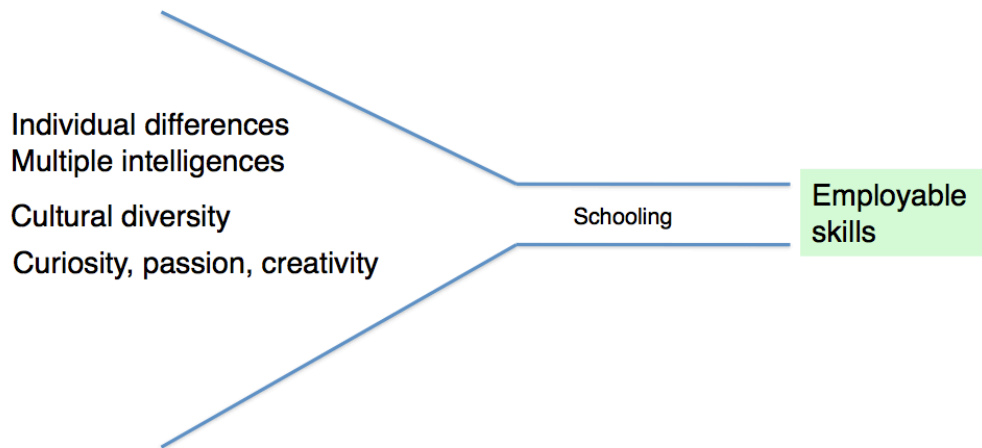 Individual differences
Multiple intelligences
Cultural diversity
Curiosity, passion, creativity
Schooling
Employable
skills